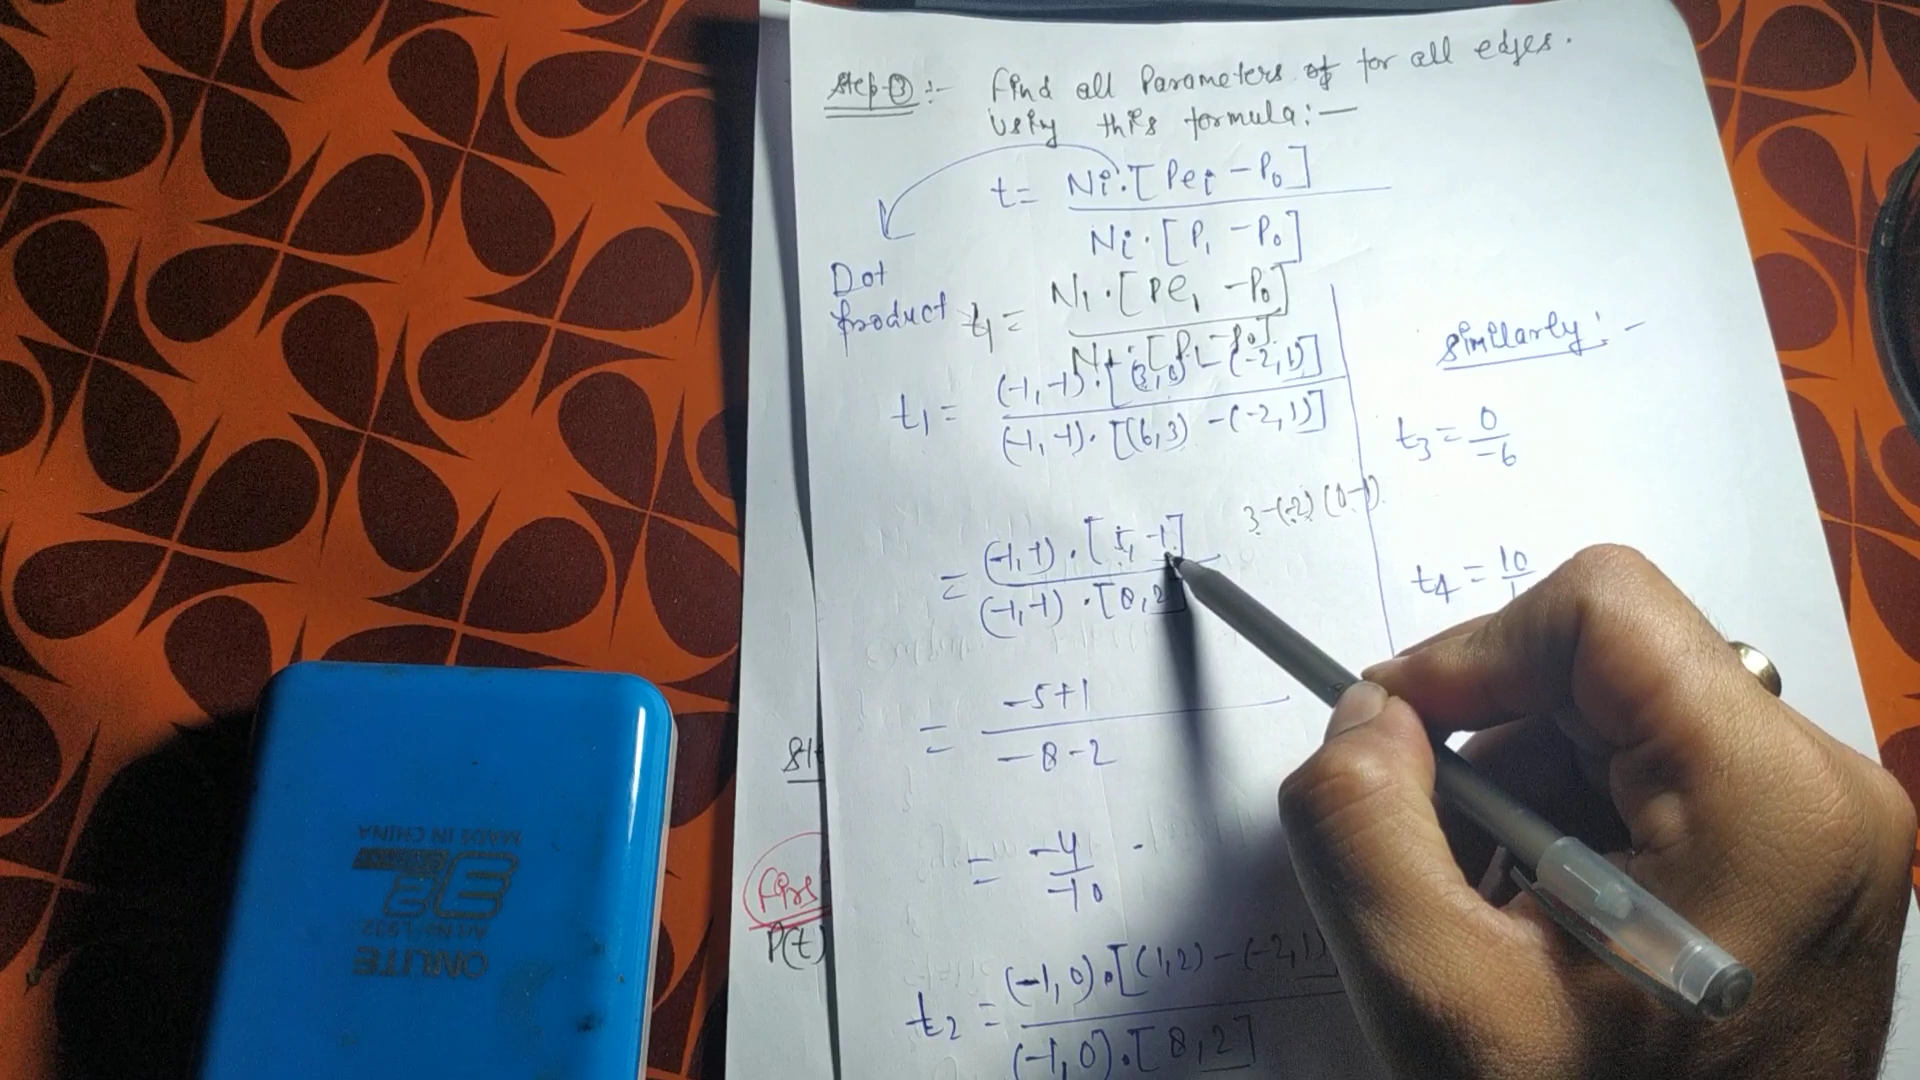 Step-③:- Find all Parameters of for all edges.
Using this formula:-
t= Ni.[Pei - P0]
Ni.[P1 - P0]
Dot
Product
t1= N1.[Pe1 - P0]
N1.[P1 - P0]
t1= (-1,-1).[(3,0) - (-2,1)]
(-1,-1).[(6,3) - (-2,1)]
= (-1,-1).[5,-1]
(-1,-1).[8,2]
3-(-2) (0-1)
= -5+1
-8-2
= -4
-10
t2 = (-1,0).[(1,2) - (-2,1)
(-1,0).[8,2]
Similarly:-
t3= 0
-6
t4= 10
Firs
P(t)
MADE IN CHINA
OMLITE